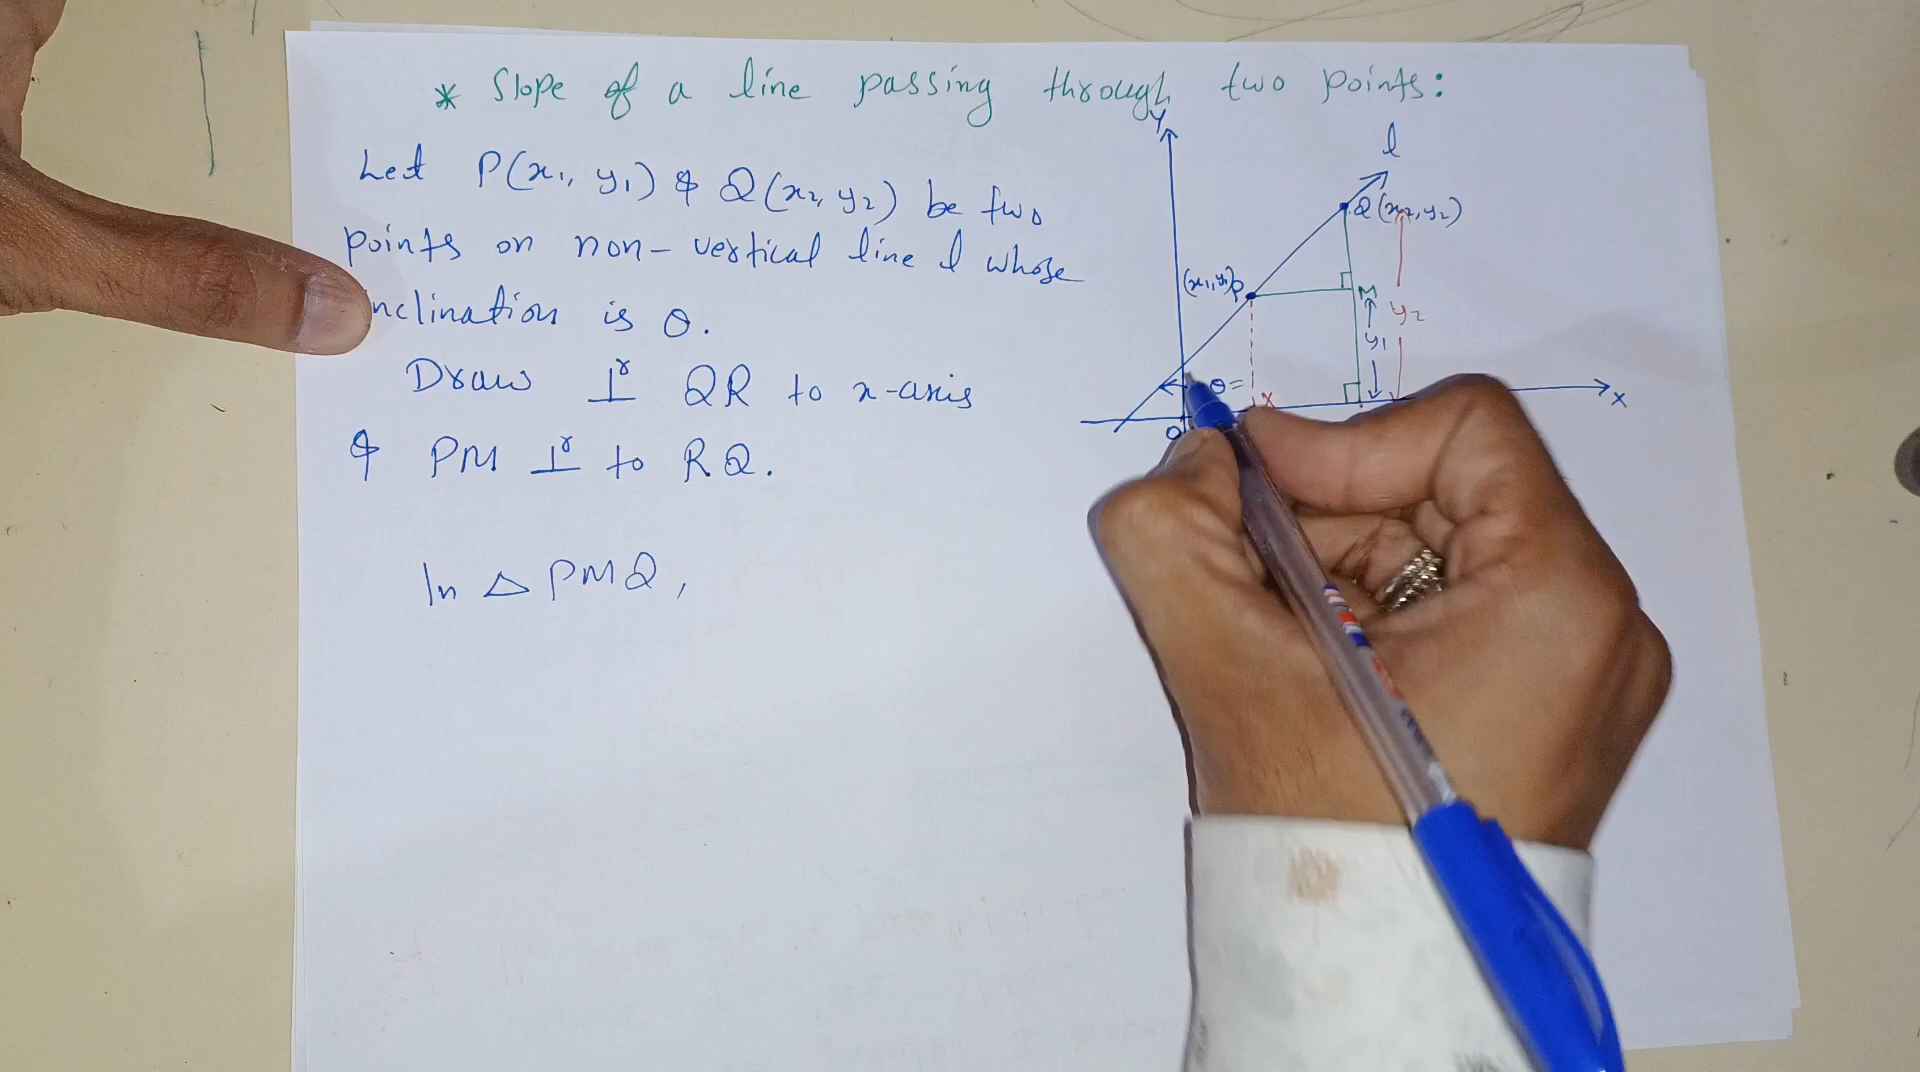 * Slope of a line passing through two points:
Let P(x₁, y₁) & Q(x₂, y₂) be two
points on non-vertical line l whose
inclination is θ.
Draw ⊥ʳ QR to x-axis
& PM ⊥ʳ to RQ.
In △ PMQ,
Y
l
Q(x₂, y₂)
(x₁, y₁)P
M
y₂
y₁
θ=
X
O